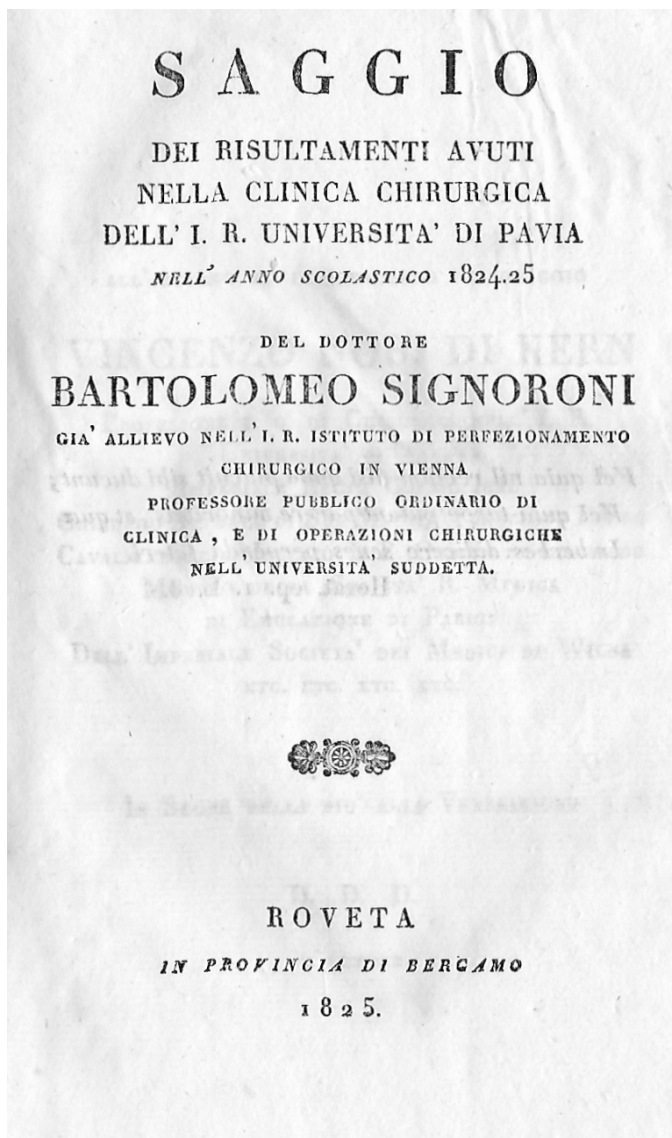 SAGGIO
DEI RISULTAMENTI AVUTI
NELLA CLINICA CHIRURGICA
DELL' I. R. UNIVERSITA' DI PAVIA
NELL' ANNO SCOLASTICO 1824.25
DEL DOTTORE
BARTOLOMEO SIGNORONI
GIA' ALLIEVO NELL' I. R. ISTITUTO DI PERFEZIONAMENTO
CHIRURGICO IN VIENNA
PROFESSORE PUBBLICO ORDINARIO DI
CLINICA, E DI OPERAZIONI CHIRURGICHE
NELL' UNIVERSITA' SUDDETTA.
ROVETA
IN PROVINCIA DI BERGAMO
1825.